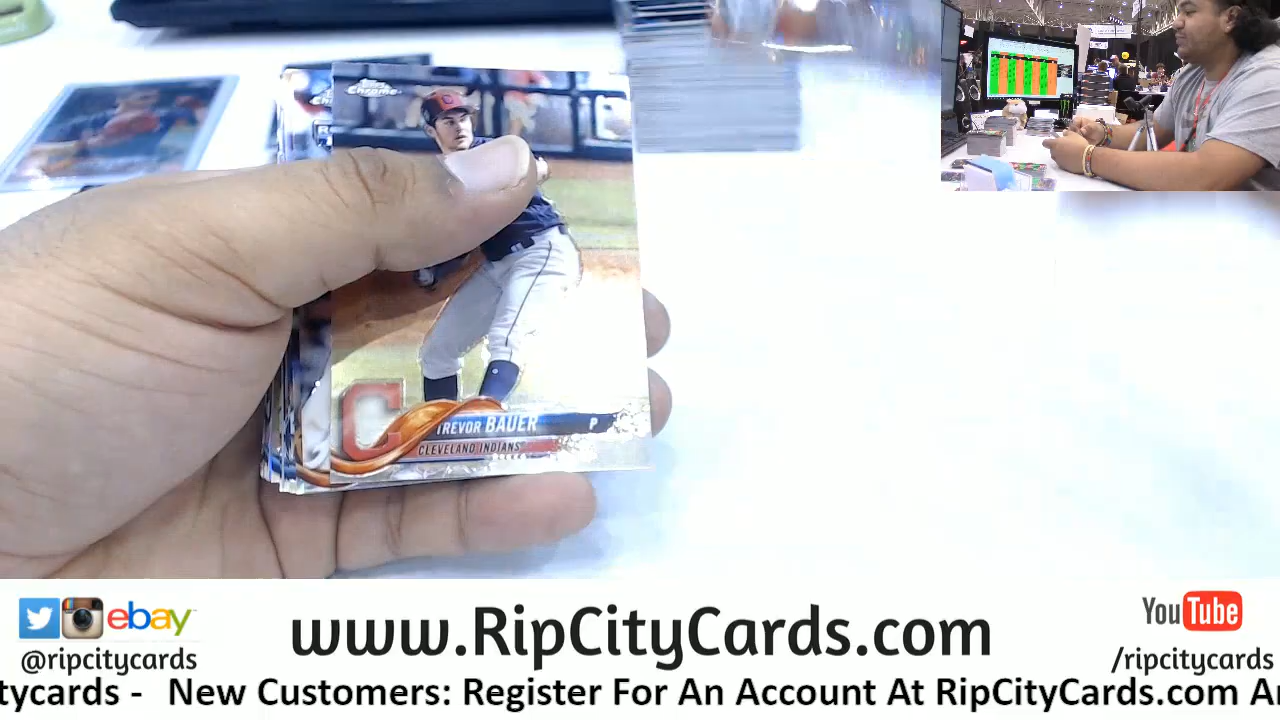 Topps
Chrome
C
C
TREVOR BAUER P
CLEVELAND INDIANS
ebay
www.RipCityCards.com
YouTube
@ripcitycards
/ripcitycards
tycards - New Customers: Register For An Account At RipCityCards.com A